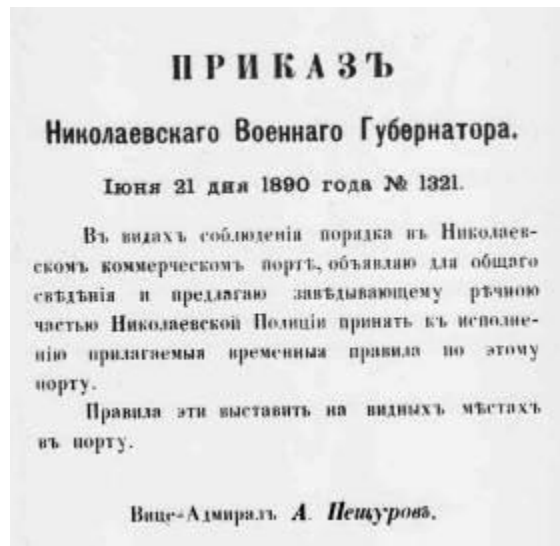 ПРИКАЗЪ
Николаевскаго Военнаго Губернатора.
Іюня 21 дня 1890 года № 1321.
Въ видахъ соблюденія порядка въ Николаев-
скомъ коммерческомъ портѣ, объявляю для общаго
свѣдѣнія и предлагаю завѣдывающему рѣчною
частью Николаевской Полиціи принять къ исполне-
нію прилагаемыя временныя правила по этому
порту.
Правила эти выставить на видныхъ мѣстахъ
въ порту.
Вице-Адмиралъ А. Пещуровъ.